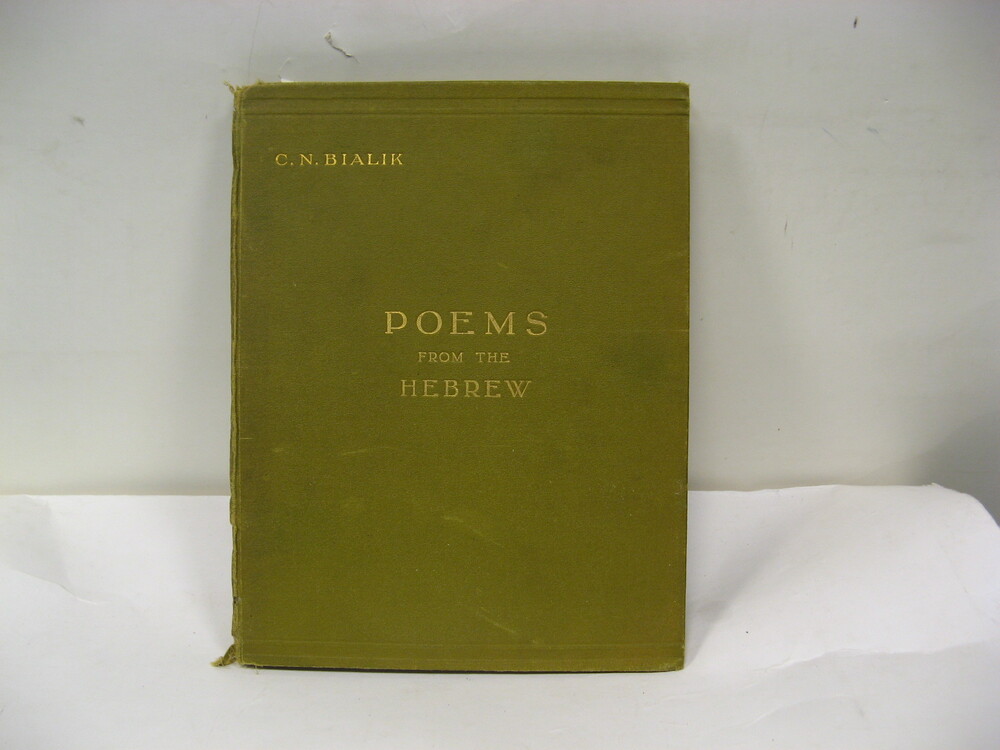 C. N. BIALIK
POEMS
FROM THE
HEBREW